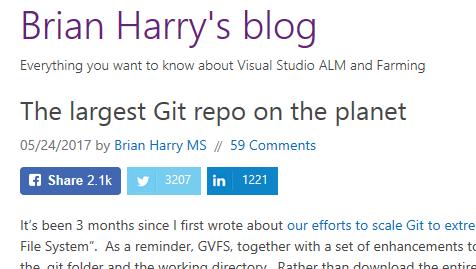 Brian Harry's blog
Everything you want to know about Visual Studio ALM and Farming
The largest Git repo on the planet
05/24/2017 by Brian Harry MS // 59 Comments
Share 2.1k 3207 in 1221
It's been 3 months since I first wrote about our efforts to scale Git to extre
File System”. As a reminder, GVFS, together with a set of enhancements to
the .git folder and the working directory. Rather than download the entire